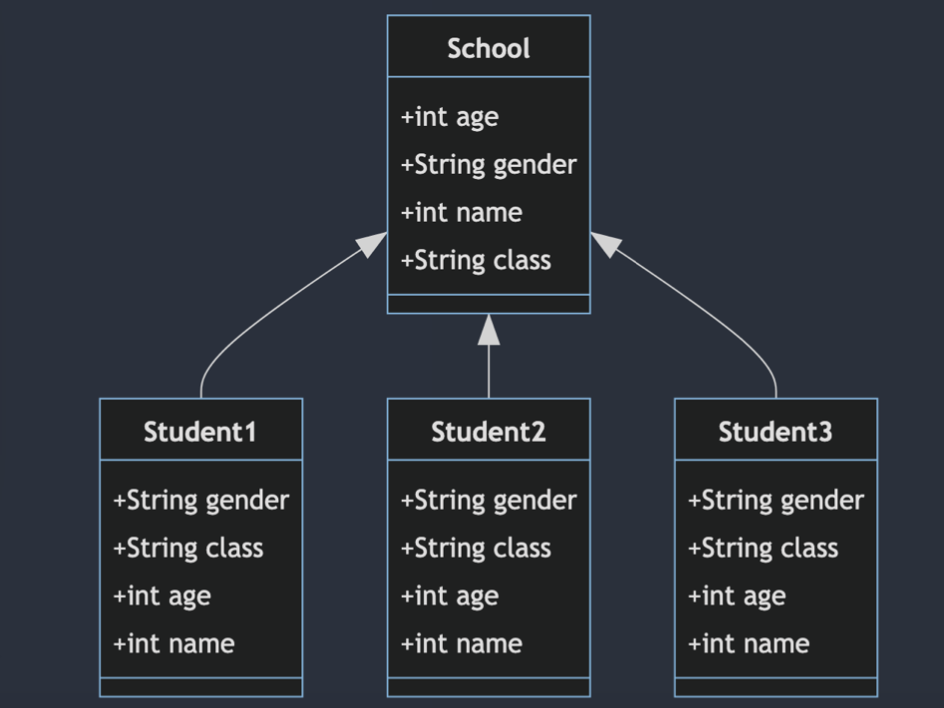 School
+int age
+String gender
+int name
+String class
Student1
+String gender
+String class
+int age
+int name
Student2
+String gender
+String class
+int age
+int name
Student3
+String gender
+String class
+int age
+int name